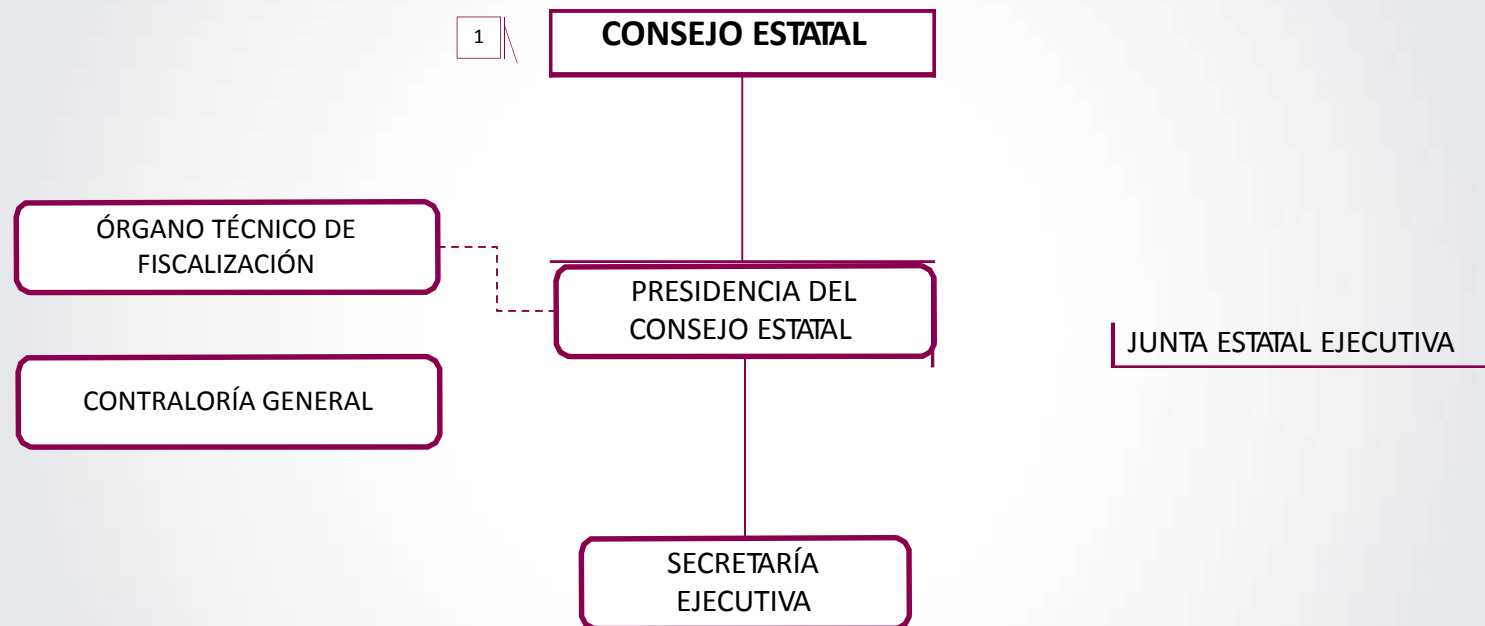 1
CONSEJO ESTATAL
ÓRGANO TÉCNICO DE
FISCALIZACIÓN
PRESIDENCIA DEL
CONSEJO ESTATAL
JUNTA ESTATAL EJECUTIVA
CONTRALORÍA GENERAL
SECRETARÍA
EJECUTIVA